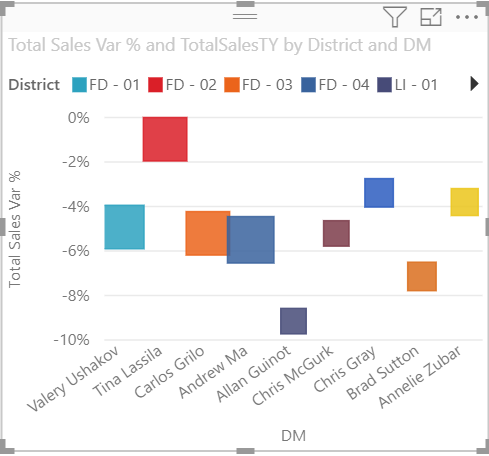 Total Sales Var % and TotalSalesTY by District and DM
District FD - 01 FD - 02 FD - 03 FD - 04 LI - 01
Total Sales Var %
0%
-2%
-4%
-6%
-8%
-10%
Valery Ushakov
Tina Lassila
Carlos Grilo
Andrew Ma
Allan Guinot
Chris McGurk
Chris Gray
Brad Sutton
Annelie Zubar
DM